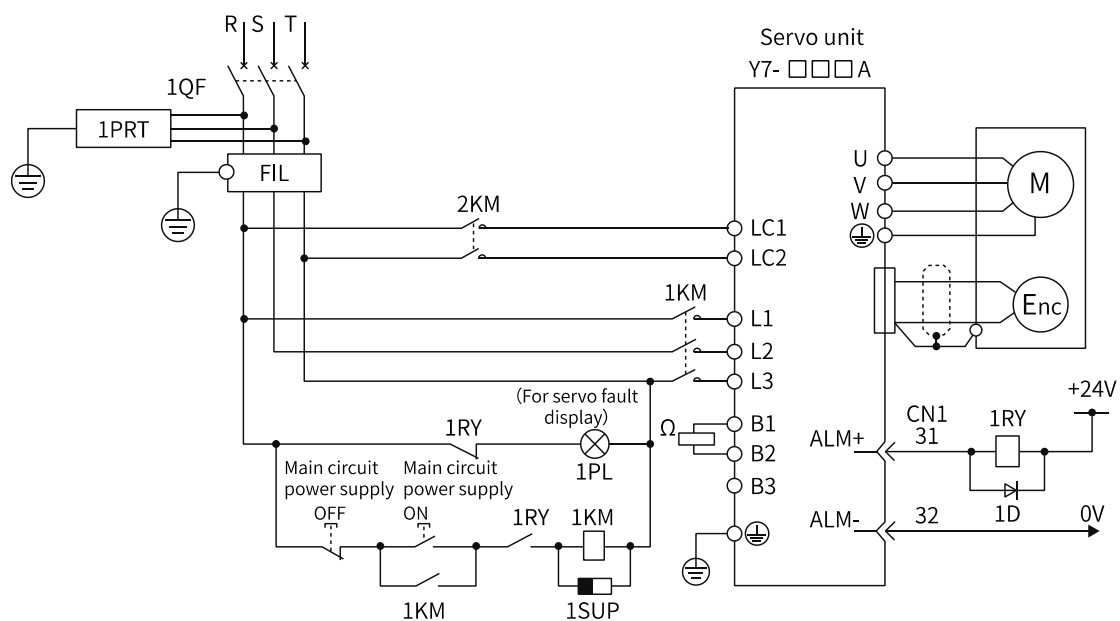 R S T
Servo unit
Y7- □□□A
1QF
1PRT
FIL
U
V
W
M
2KM
LC1
LC2
1KM
L1
L2
L3
Enc
(For servo fault
display)
+24V
1RY
1PL
Ω
B1
B2
B3
ALM+
CN1
31
1RY
1D
Main circuit
power supply
OFF
Main circuit
power supply
ON
1RY
1KM
ALM-
32
0V
1KM
1SUP